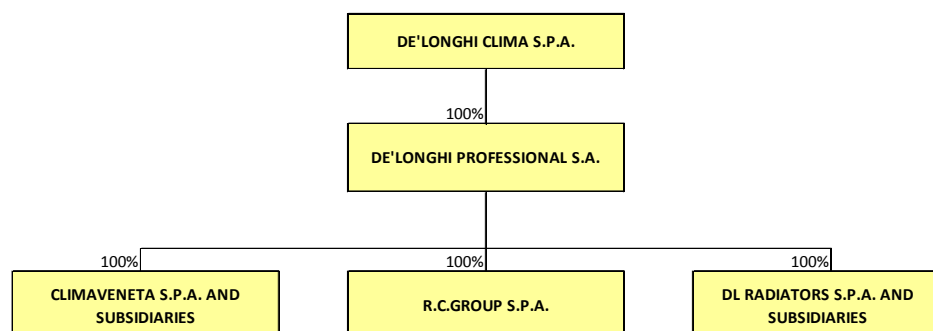 DE'LONGHI CLIMA S.P.A.
100%
DE'LONGHI PROFESSIONAL S.A.
100%
100%
100%
CLIMAVENETA S.P.A. AND
SUBSIDIARIES
R.C.GROUP S.P.A.
DL RADIATORS S.P.A. AND
SUBSIDIARIES